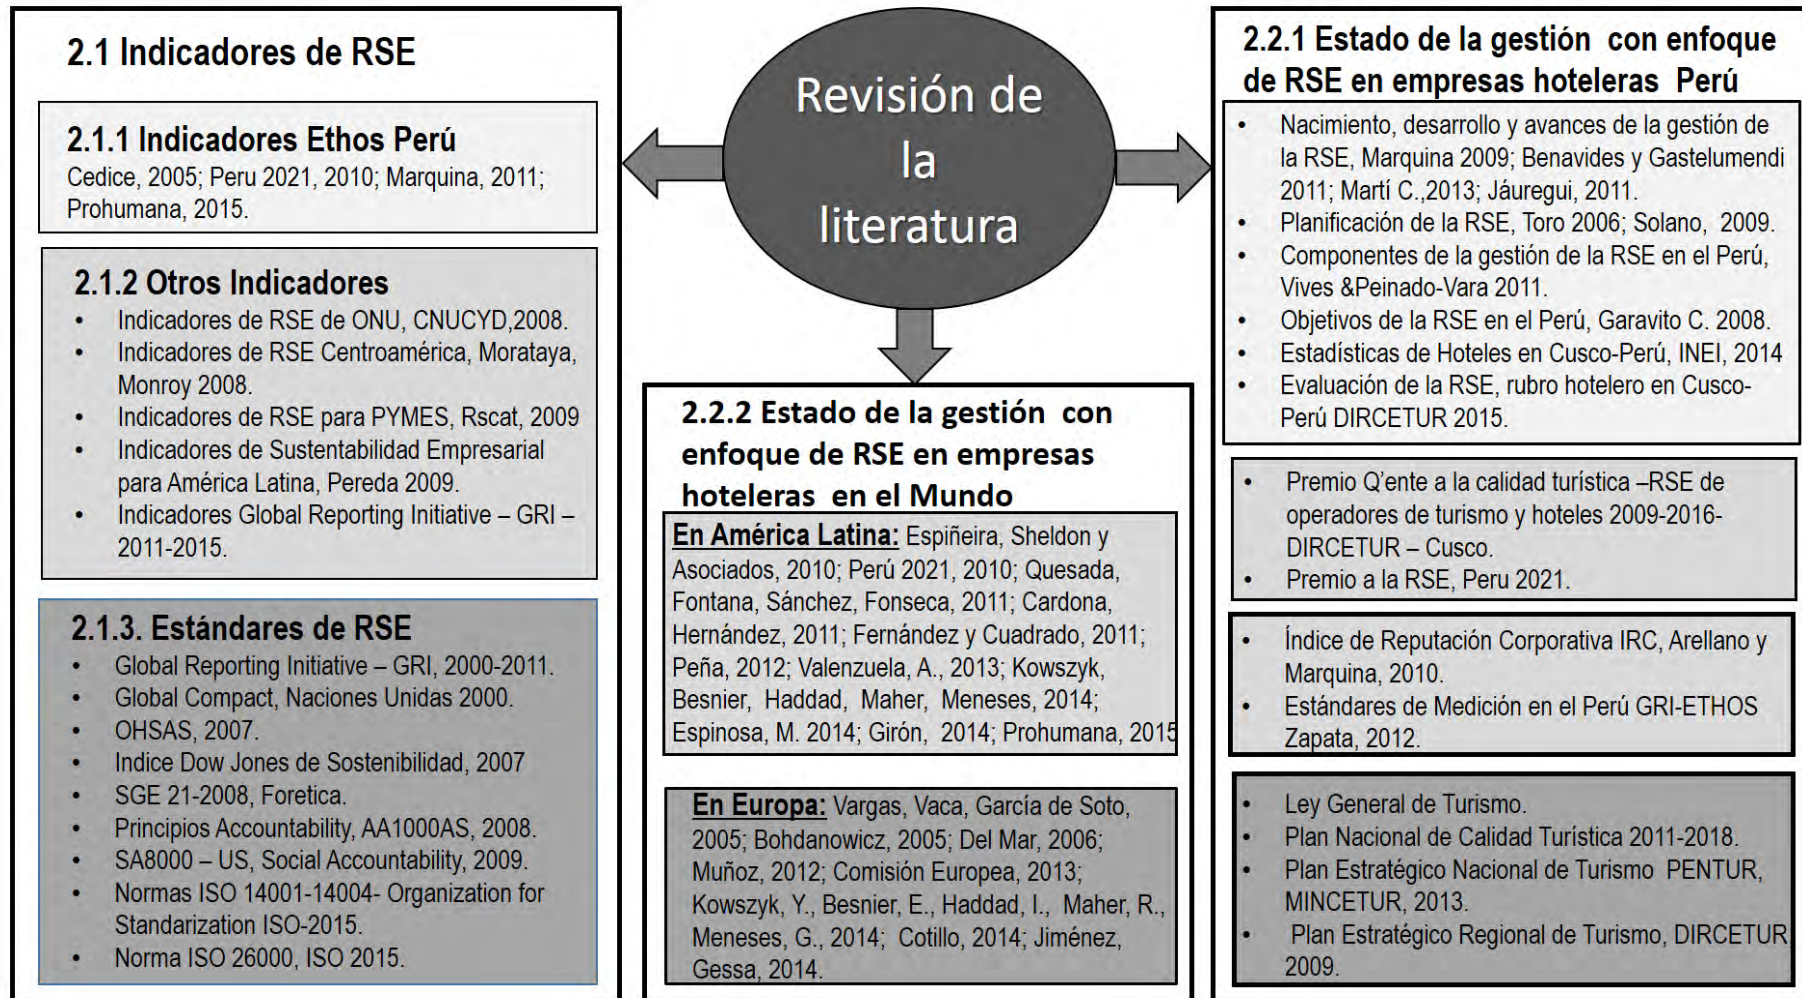 2.1 Indicadores de RSE
2.1.1 Indicadores Ethos Perú
Cedice, 2005; Peru 2021, 2010; Marquina, 2011;
Prohumana, 2015.
2.1.2 Otros Indicadores
• Indicadores de RSE de ONU, CNUCYD,2008.
• Indicadores de RSE Centroamérica, Morataya,
Monroy 2008.
• Indicadores de RSE para PYMES, Rscat, 2009
• Indicadores de Sustentabilidad Empresarial
para América Latina, Pereda 2009.
• Indicadores Global Reporting Initiative – GRI –
2011-2015.
2.1.3. Estándares de RSE
• Global Reporting Initiative – GRI, 2000-2011.
• Global Compact, Naciones Unidas 2000.
• OHSAS, 2007.
• Indice Dow Jones de Sostenibilidad, 2007
• SGE 21-2008, Foretica.
• Principios Accountability, AA1000AS, 2008.
• SA8000 – US, Social Accountability, 2009.
• Normas ISO 14001-14004- Organization for
Standarization ISO-2015.
• Norma ISO 26000, ISO 2015.
Revisión de
la
literatura
2.2.2 Estado de la gestión con
enfoque de RSE en empresas
hoteleras en el Mundo
En América Latina: Espiñeira, Sheldon y
Asociados, 2010; Perú 2021, 2010; Quesada,
Fontana, Sánchez, Fonseca, 2011; Cardona,
Hernández, 2011; Fernández y Cuadrado, 2011;
Peña, 2012; Valenzuela, A., 2013; Kowszyk,
Besnier, Haddad, Maher, Meneses, 2014;
Espinosa, M. 2014; Girón, 2014; Prohumana, 2015
En Europa: Vargas, Vaca, García de Soto,
2005; Bohdanowicz, 2005; Del Mar, 2006;
Muñoz, 2012; Comisión Europea, 2013;
Kowszyk, Y., Besnier, E., Haddad, I., Maher, R.,
Meneses, G., 2014; Cotillo, 2014; Jiménez,
Gessa, 2014.
2.2.1 Estado de la gestión con enfoque
de RSE en empresas hoteleras Perú
• Nacimiento, desarrollo y avances de la gestión de
la RSE, Marquina 2009; Benavides y Gastelumendi
2011; Martí C.,2013; Jáuregui, 2011.
• Planificación de la RSE, Toro 2006; Solano, 2009.
• Componentes de la gestión de la RSE en el Perú,
Vives &Peinado-Vara 2011.
• Objetivos de la RSE en el Perú, Garavito C. 2008.
• Estadísticas de Hoteles en Cusco-Perú, INEI, 2014
• Evaluación de la RSE, rubro hotelero en Cusco-
Perú DIRCETUR 2015.
• Premio Q’ente a la calidad turística –RSE de
operadores de turismo y hoteles 2009-2016-
DIRCETUR – Cusco.
• Premio a la RSE, Peru 2021.
• Índice de Reputación Corporativa IRC, Arellano y
Marquina, 2010.
• Estándares de Medición en el Perú GRI-ETHOS
Zapata, 2012.
• Ley General de Turismo.
• Plan Nacional de Calidad Turística 2011-2018.
• Plan Estratégico Nacional de Turismo PENTUR,
MINCETUR, 2013.
• Plan Estratégico Regional de Turismo, DIRCETUR,
2009.